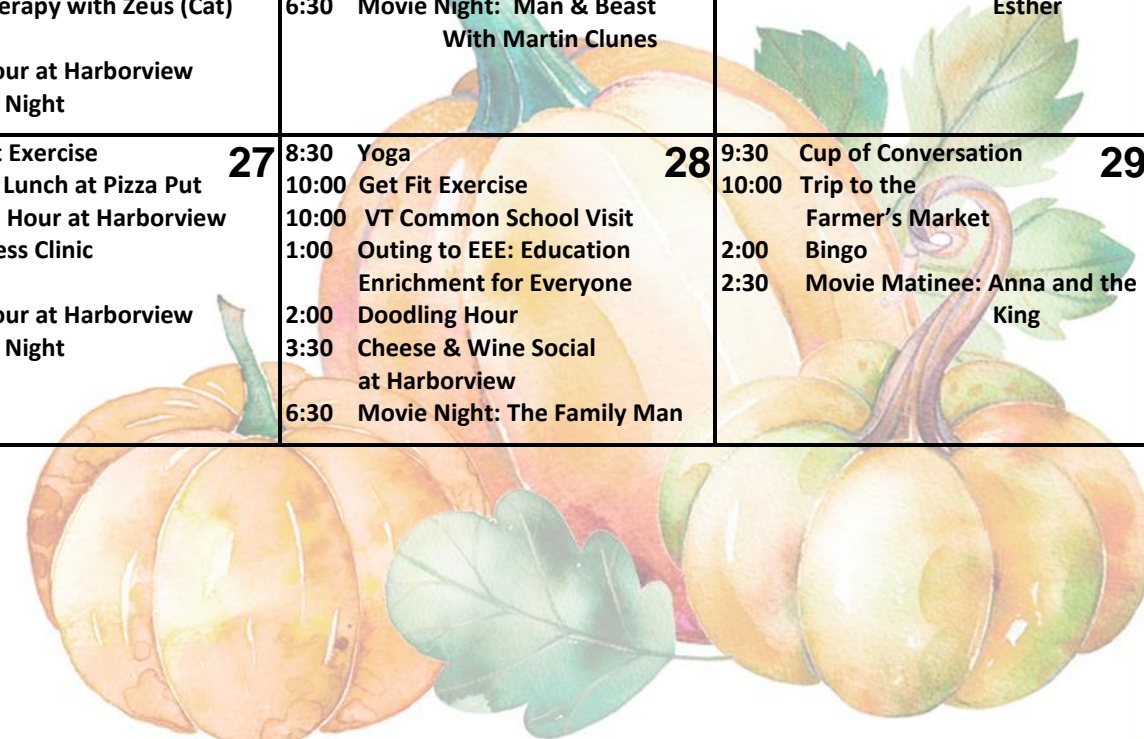 erapy with Zeus (Cat)
our at Harborview
Night
6:30 Movie Night: Man & Beast
With Martin Clunes
Esther
t Exercise 27
Lunch at Pizza Put
Hour at Harborview
ess Clinic
our at Harborview
Night
8:30 Yoga 28
10:00 Get Fit Exercise
10:00 VT Common School Visit
1:00 Outing to EEE: Education
Enrichment for Everyone
2:00 Doodling Hour
3:30 Cheese & Wine Social
at Harborview
6:30 Movie Night: The Family Man
9:30 Cup of Conversation 29
10:00 Trip to the
Farmer’s Market
2:00 Bingo
2:30 Movie Matinee: Anna and the
King